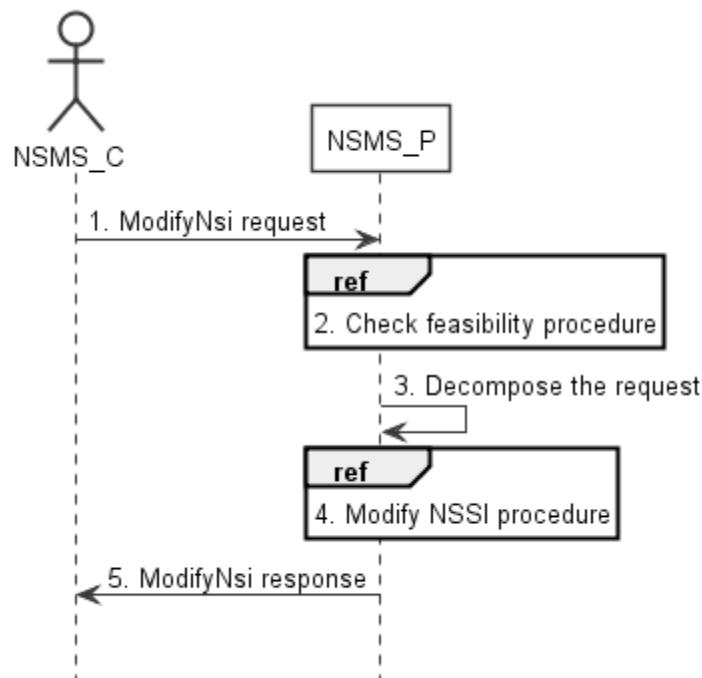 NSMS_C
NSMS_P
1. ModifyNsi request
ref
2. Check feasibility procedure
3. Decompose the request
ref
4. Modify NSSI procedure
5. ModifyNsi response